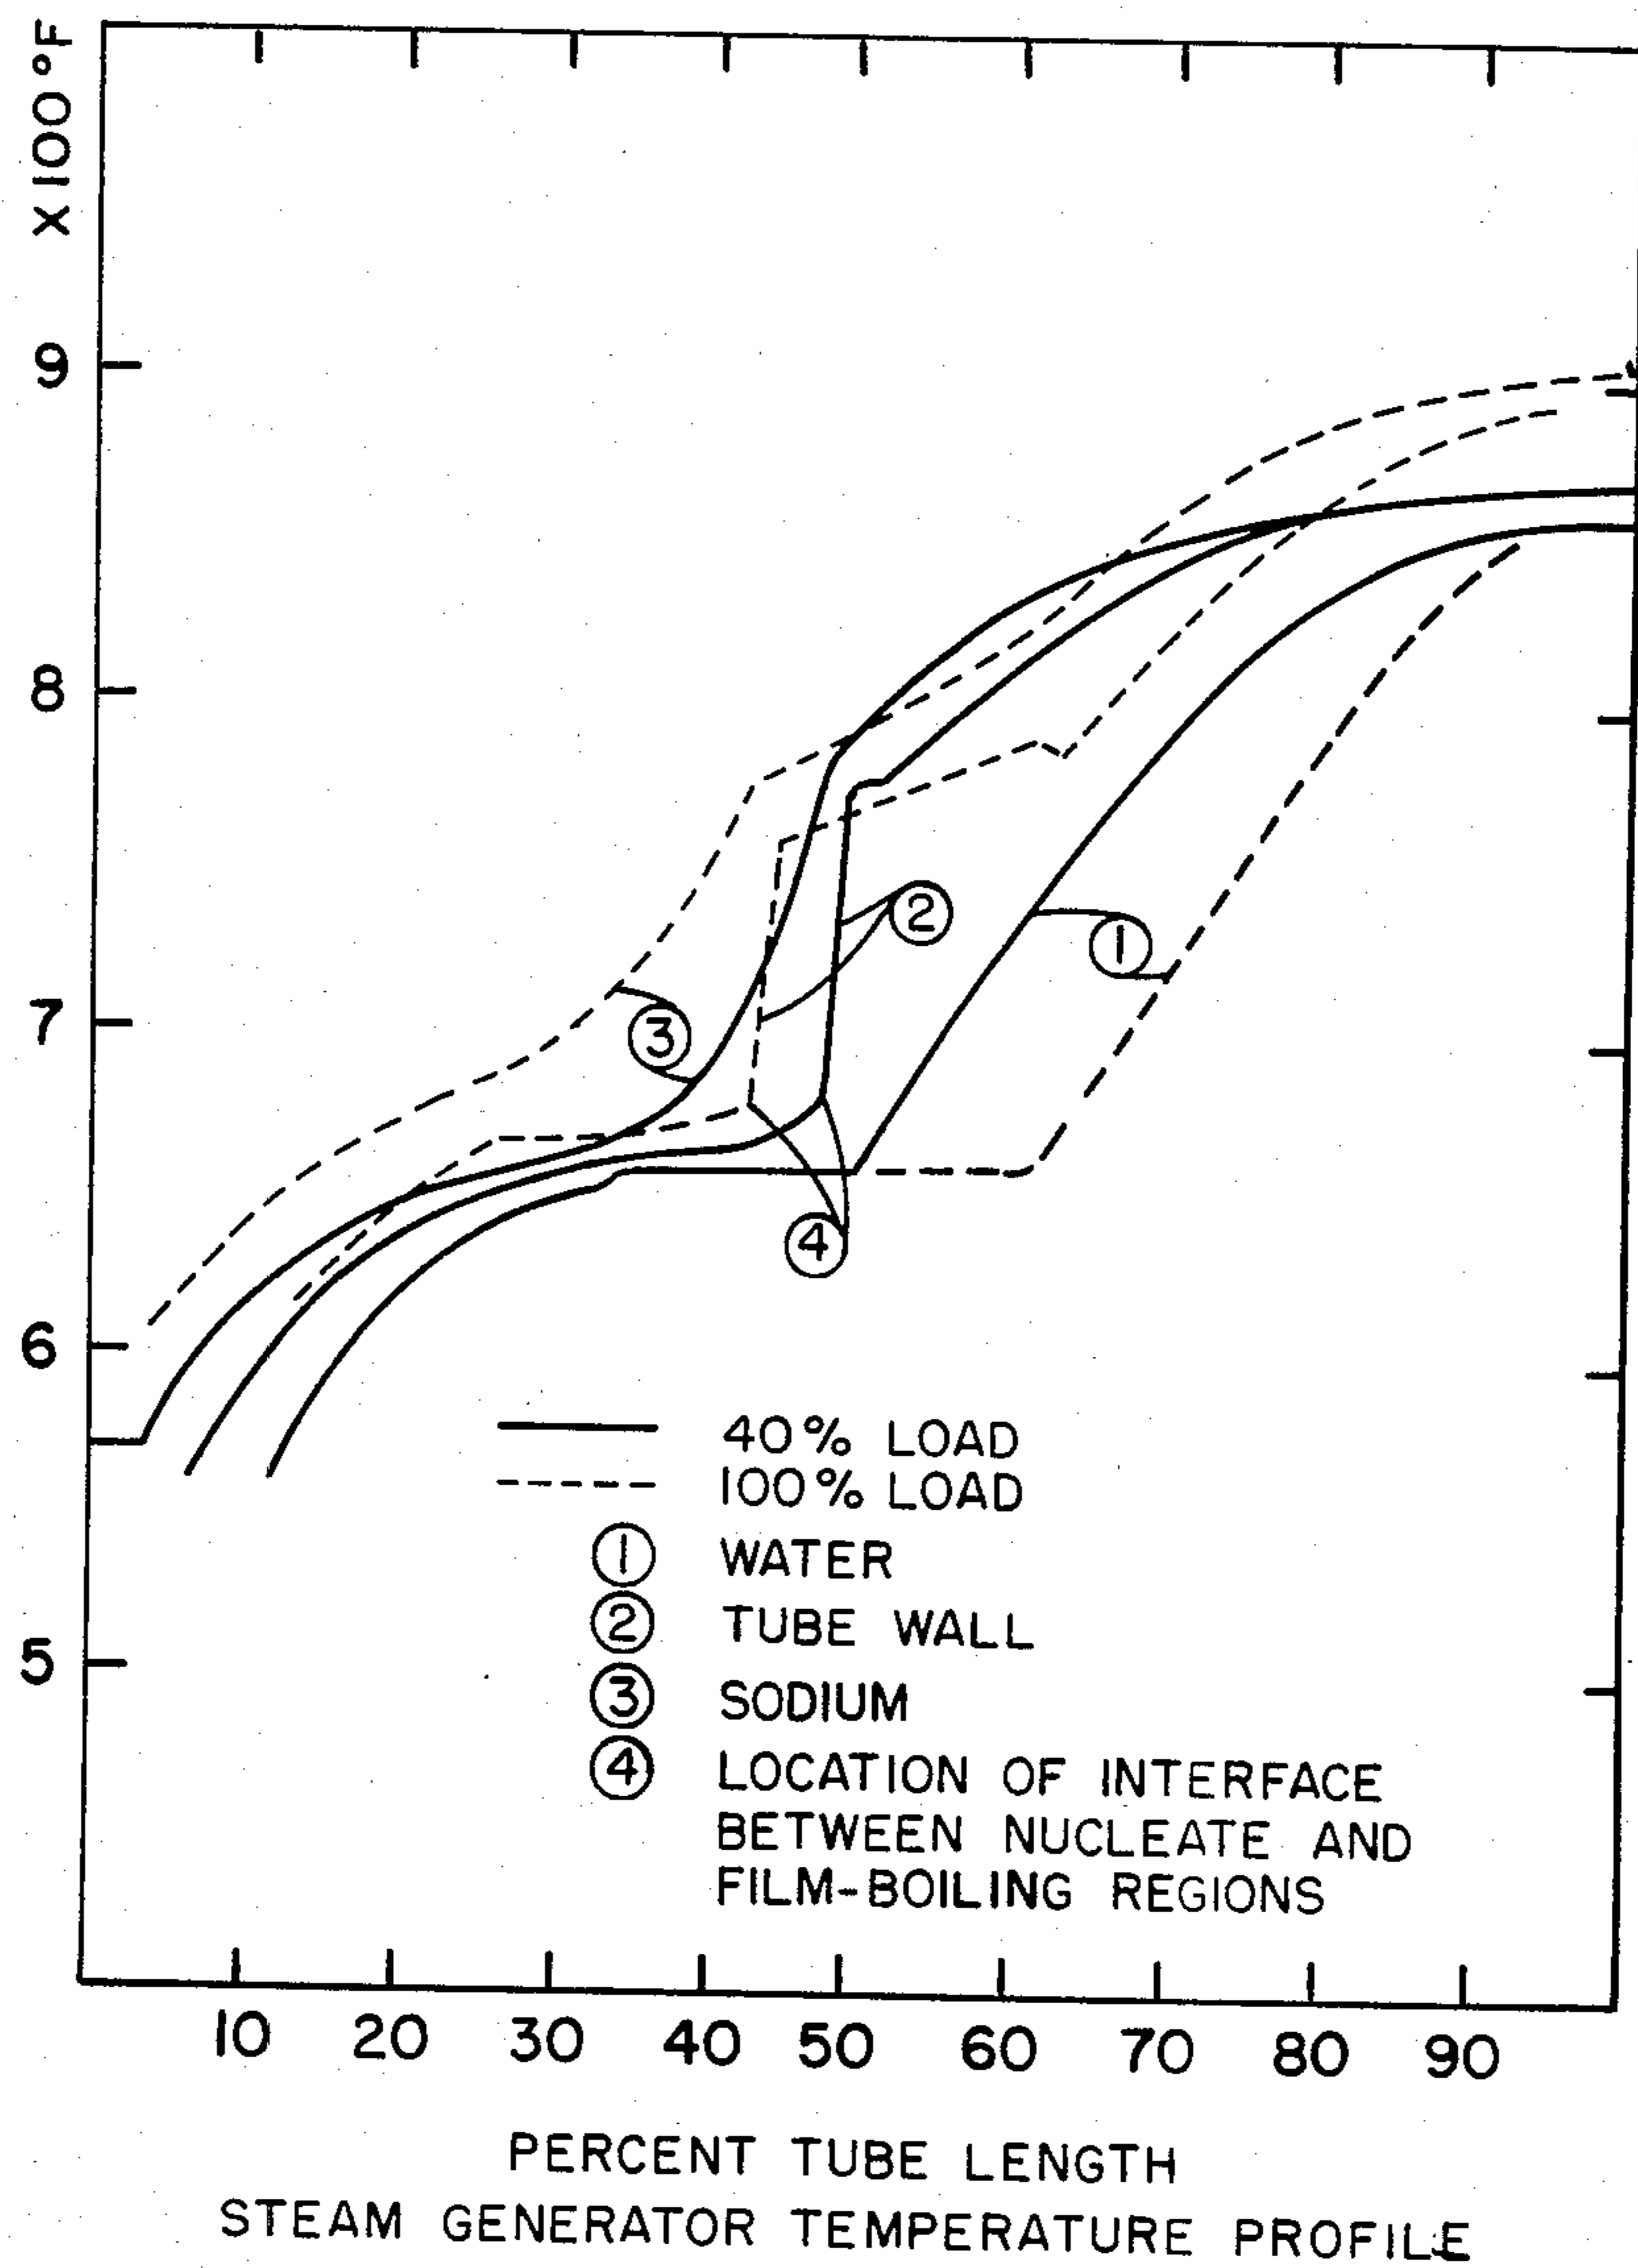 X 100 °F
9
8
7
6
5
②
①
③
④
40% LOAD
100% LOAD
① WATER
② TUBE WALL
③ SODIUM
④ LOCATION OF INTERFACE
BETWEEN NUCLEATE AND
FILM-BOILING REGIONS
10 20 30 40 50 60 70 80 90
PERCENT TUBE LENGTH
STEAM GENERATOR TEMPERATURE PROFILE